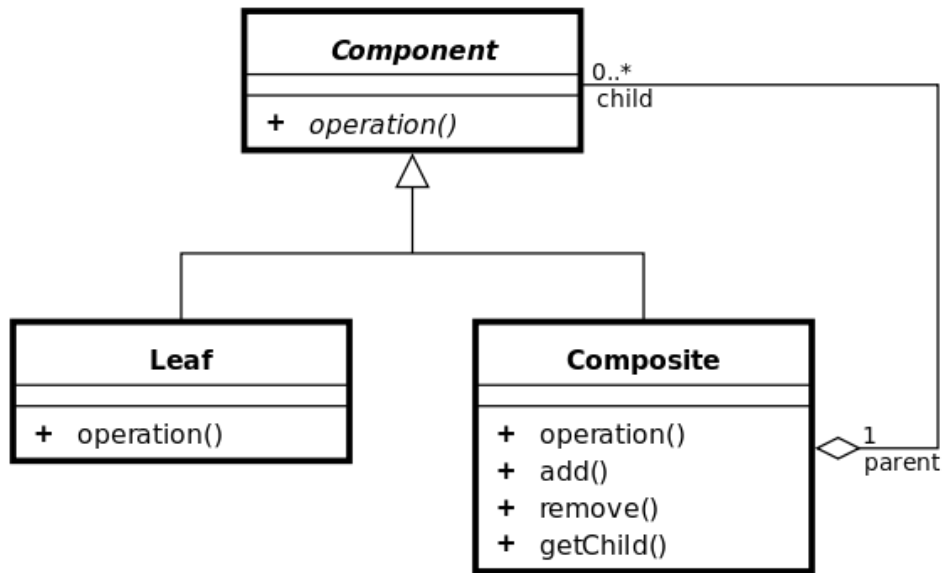 Component
+ operation()
0..*
child
Leaf
+ operation()
Composite
+ operation()
+ add()
+ remove()
+ getChild()
1
parent